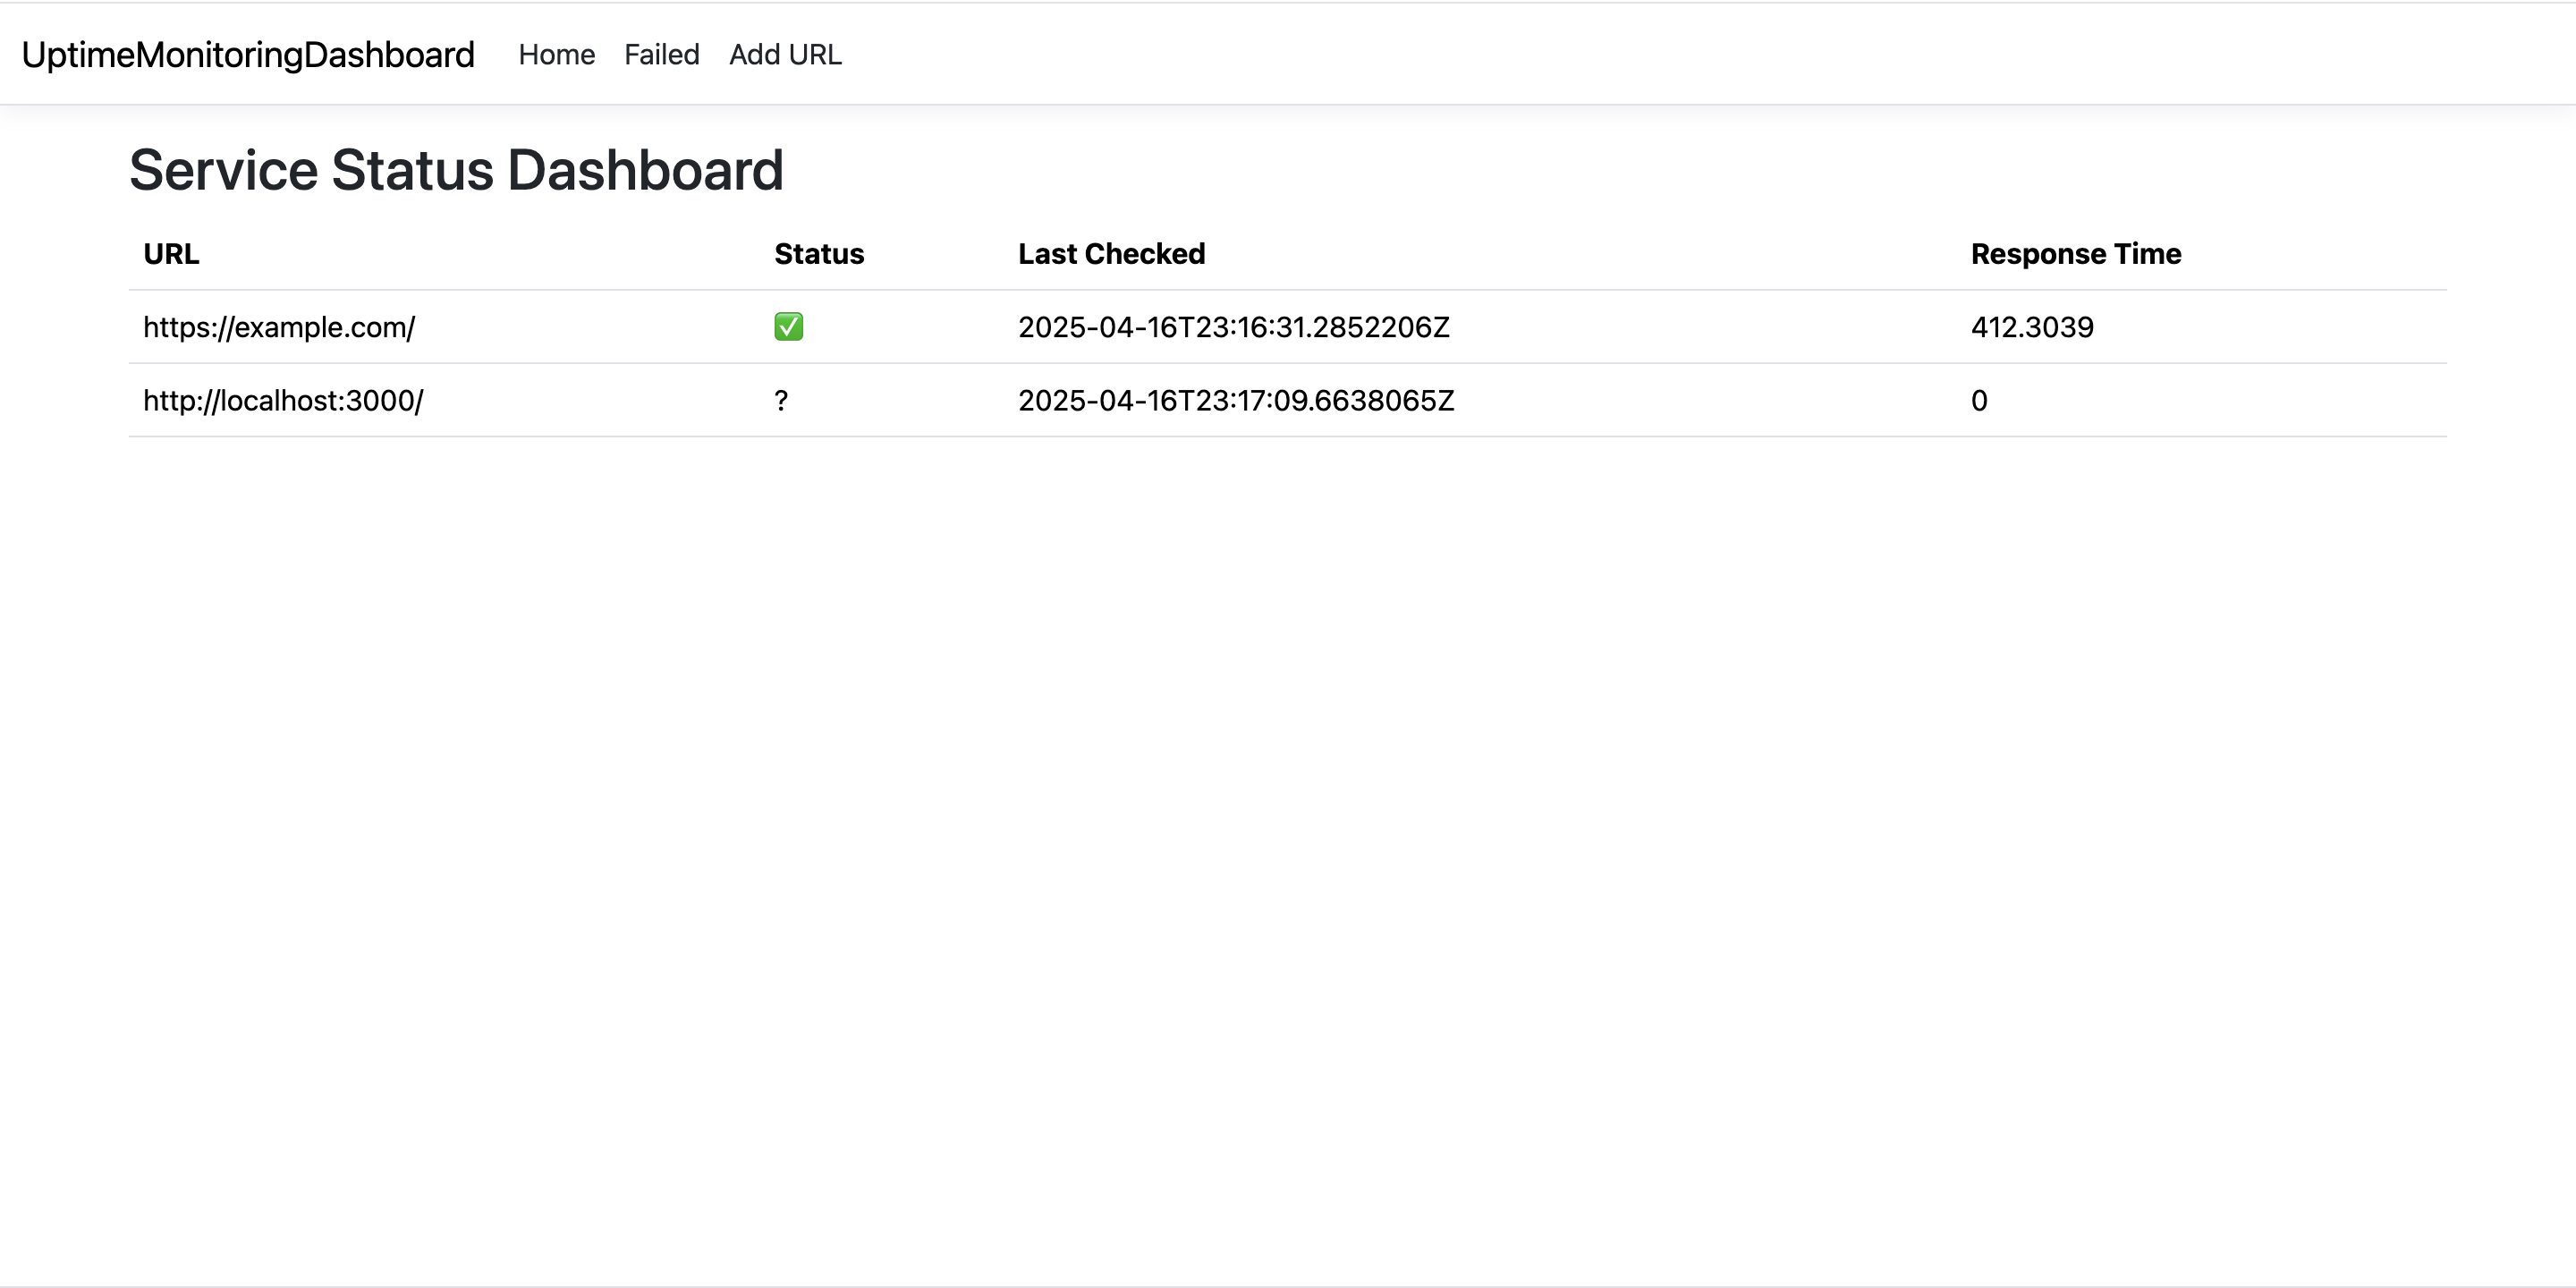 UptimeMonitoringDashboard Home Failed Add URL
Service Status Dashboard
URL Status Last Checked Response Time
https://example.com/ ✅ 2025-04-16T23:16:31.2852206Z 412.3039
http://localhost:3000/ ? 2025-04-16T23:17:09.6638065Z 0